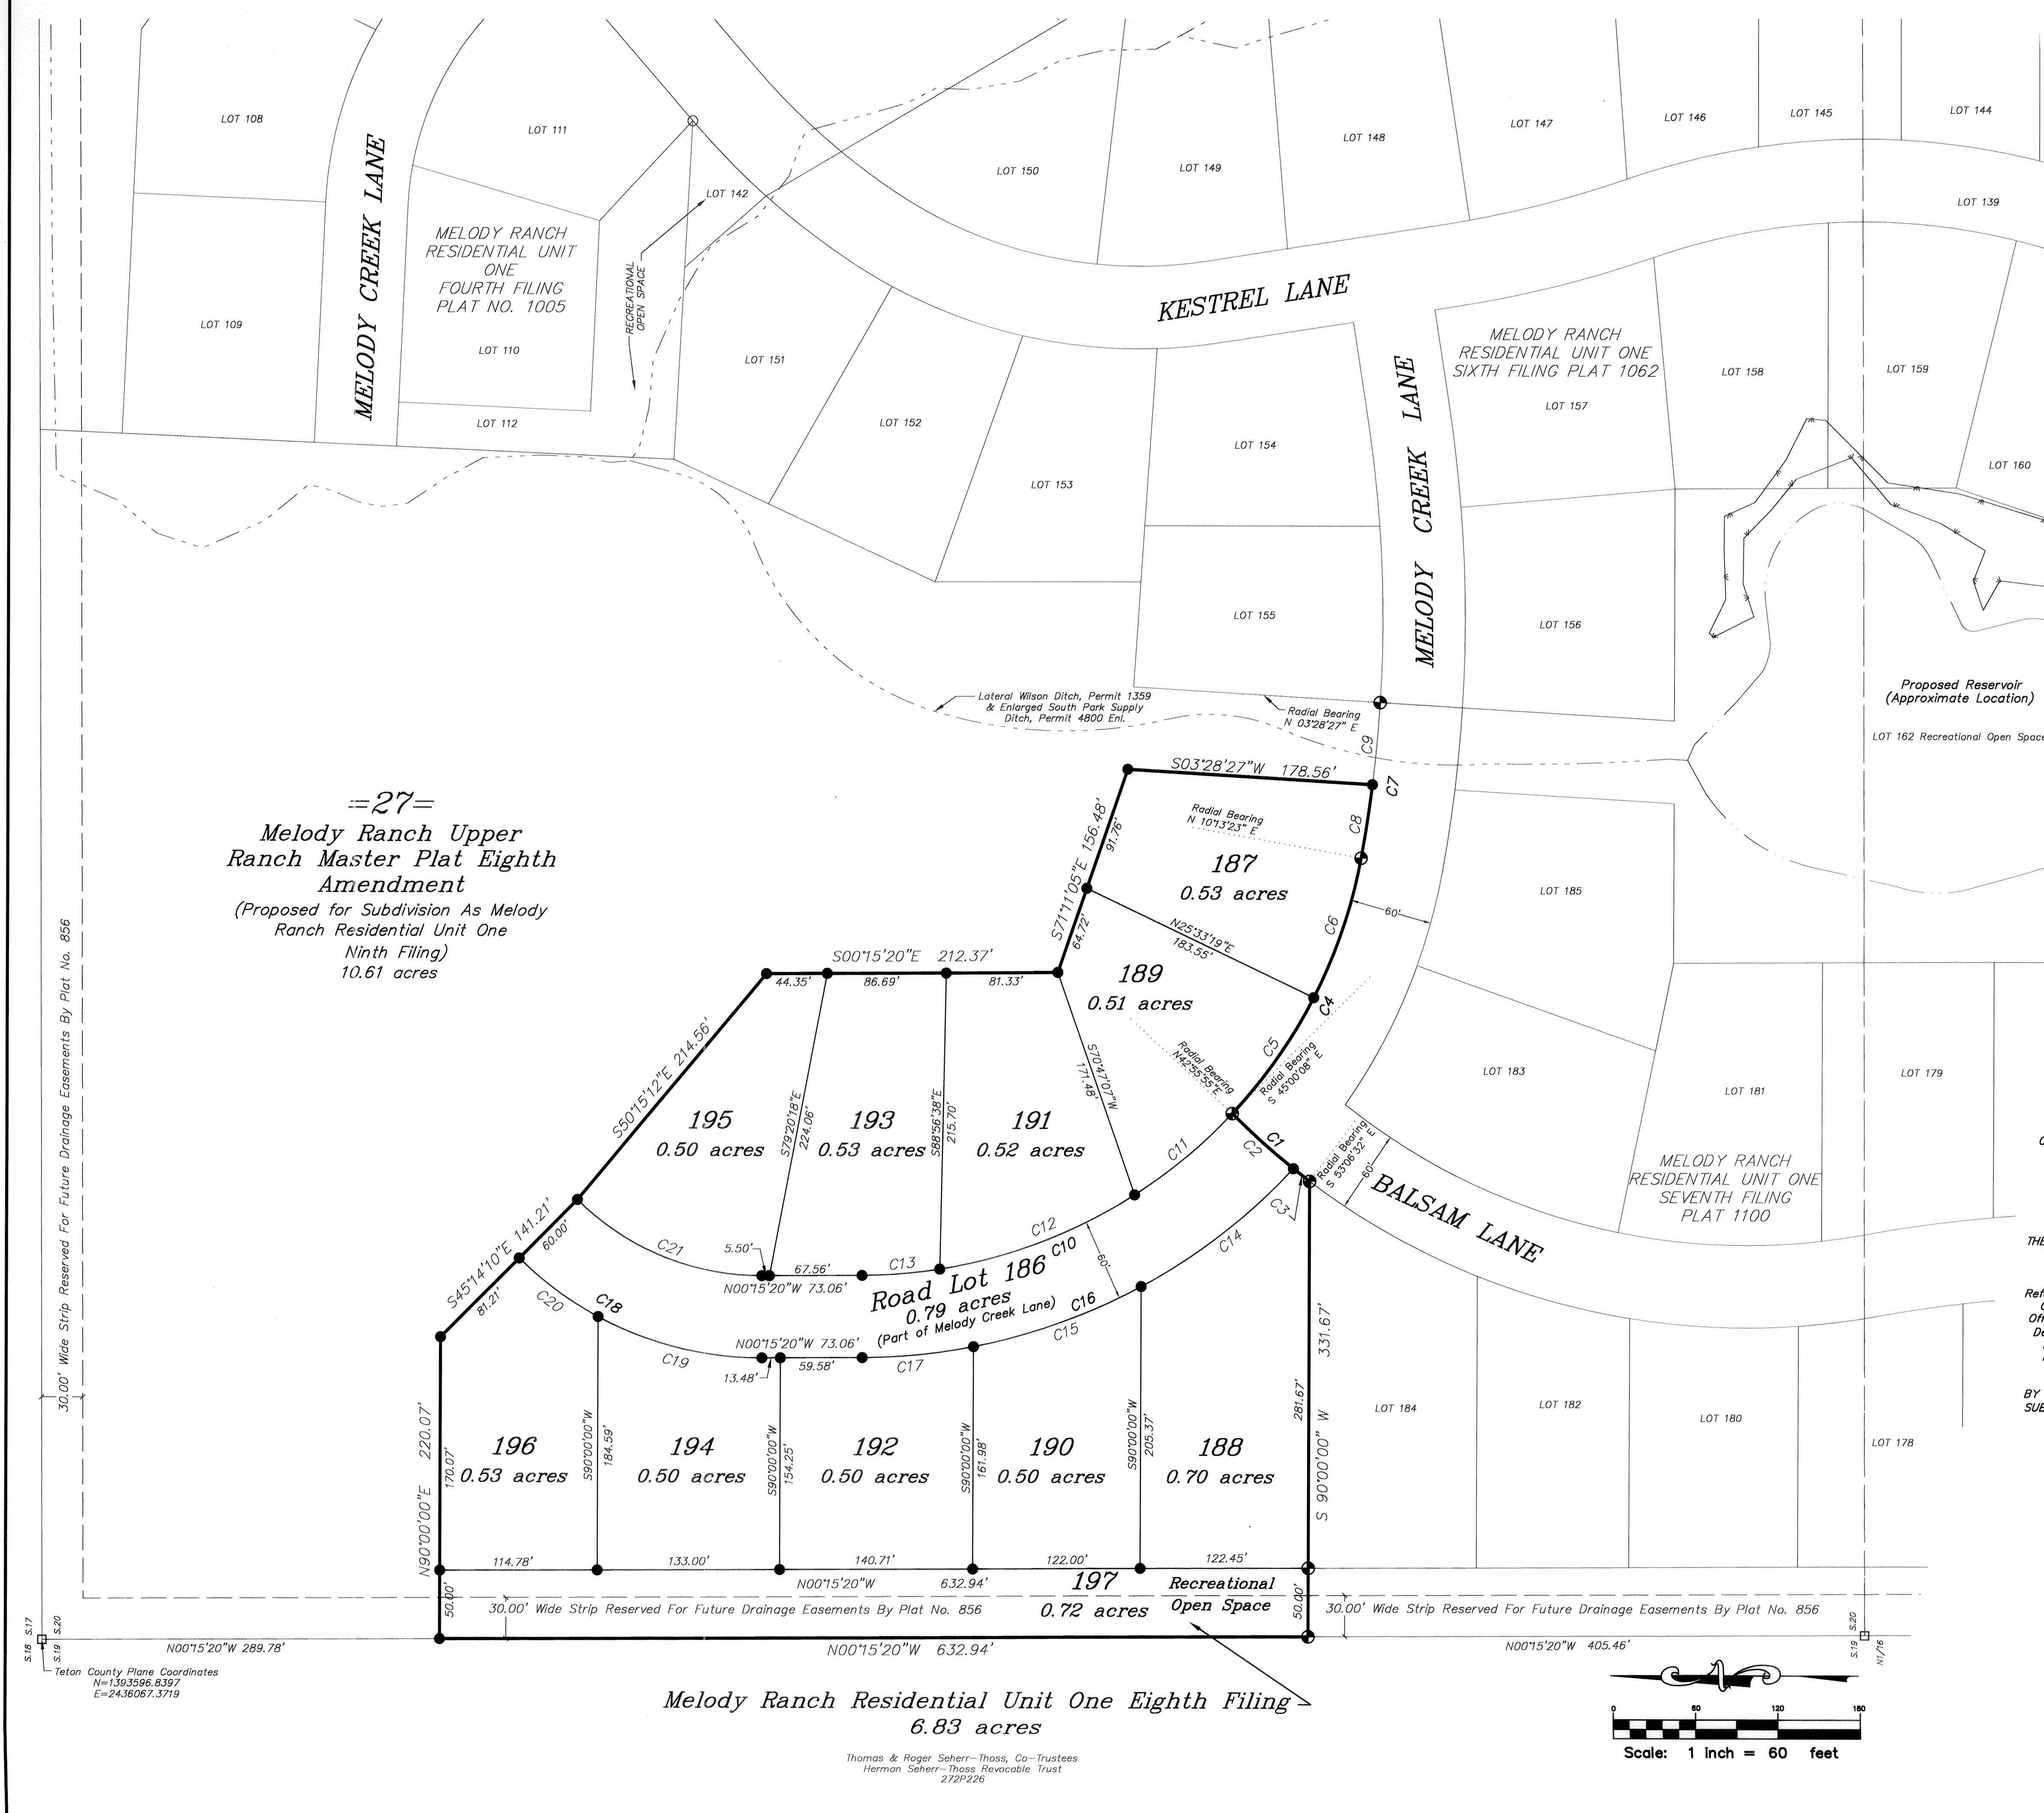 LOT 108
LOT 111
LOT 109
MELODY CREEK LANE
MELODY RANCH
RESIDENTIAL UNIT
ONE
FOURTH FILING
PLAT NO. 1005
LOT 110
LOT 112
RECREATIONAL
OPEN SPACE
LOT 142
LOT 150
LOT 149
LOT 148
LOT 147
LOT 146
LOT 145
LOT 144
LOT 139
KESTREL LANE
LOT 151
LOT 152
LOT 153
LOT 154
LOT 155
MELODY CREEK LANE
MELODY RANCH
RESIDENTIAL UNIT ONE
SIXTH FILING PLAT 1062
LOT 157
LOT 158
LOT 159
LOT 160
LOT 156
Proposed Reservoir
(Approximate Location)
LOT 162 Recreational Open Space
Lateral Wilson Ditch, Permit 1359
& Enlarged South Park Supply
Ditch, Permit 4800 Enl.
Radial Bearing
N 03°28'27" E
C9
S03°28'27"W 178.56'
C7
C8
Radial Bearing
N 10°13'23" E
187
0.53 acres
S71°11'05"E 156.48'
91.76'
64.72'
C6
60'
N25°33'19"E
183.55'
189
0.51 acres
C4
C5
Radial Bearing
N42°55'55"E
Radial Bearing
S 45°00'08" E
LOT 185
LOT 183
LOT 181
LOT 179
=27=
Melody Ranch Upper
Ranch Master Plat Eighth
Amendment
(Proposed for Subdivision As Melody
Ranch Residential Unit One
Ninth Filing)
10.61 acres
30.00' Wide Strip Reserved For Future Drainage Easements By Plat No. 856
S00°15'20"E 212.37'
44.35'
86.69'
81.33'
S50°15'12"E 214.56'
195
0.50 acres
S79°20'18"E
224.06'
193
0.53 acres
S88°56'38"E
215.70'
191
0.52 acres
S70°47'07"W
171.48'
C11
C1
C2
C3
Radial Bearing
S 53°06'32" E
60'
BALSAM LANE
MELODY RANCH
RESIDENTIAL UNIT ONE
SEVENTH FILING
PLAT 1100
S45°14'10"E 141.21'
60.00'
81.21'
C21
5.50'
67.56'
N00°15'20"W 73.06'
C13
C12
C10
60'
C14
Road Lot 186
0.79 acres
(Part of Melody Creek Lane)
C16
C15
C20
C18
C19
N00°15'20"W 73.06'
13.48'
59.58'
C17
N90°00'00"E 220.07'
170.07'
50.00'
196
0.53 acres
S90°00'00"W
184.59'
194
0.50 acres
S90°00'00"W
154.25'
192
0.50 acres
S90°00'00"W
161.98'
190
0.50 acres
S90°00'00"W
205.37'
188
0.70 acres
281.67'
S 90°00'00" W 331.67'
50.00'
LOT 184
LOT 182
LOT 180
LOT 178
114.78'
133.00'
140.71'
122.00'
122.45'
N00°15'20"W 632.94'
197
0.72 acres
Recreational
Open Space
30.00' Wide Strip Reserved For Future Drainage Easements By Plat No. 856
30.00' Wide Strip Reserved For Future Drainage Easements By Plat No. 856
S.18 S.17
S.19 S.20
N00°15'20"W 289.78'
N00°15'20"W 632.94'
N00°15'20"W 405.46'
S.19 S.20
N1/16
Teton County Plane Coordinates
N=1393596.8397
E=2436067.3719
Melody Ranch Residential Unit One Eighth Filing
6.83 acres
Thomas & Roger Seherr-Thoss, Co-Trustees
Herman Seherr-Thoss Revocable Trust
272P226
0 60 120 180
Scale: 1 inch = 60 feet
THE
BY